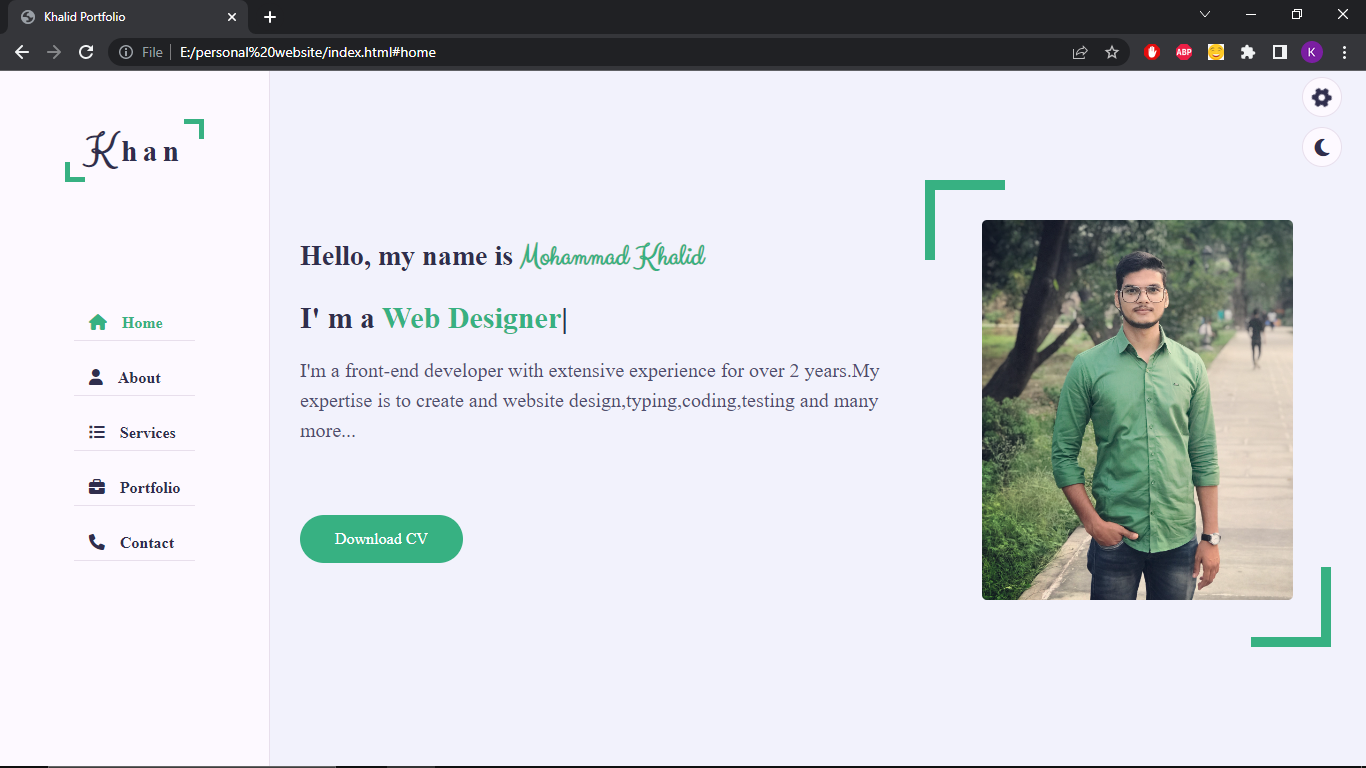 Khalid Portfolio
File
E:/personal%20website/index.html#home
ABP
K
Khan
Home
About
Services
Portfolio
Contact
Hello, my name is Mohammad Khalid
I' m a Web Designer|
I'm a front-end developer with extensive experience for over 2 years.My
expertise is to create and website design,typing,coding,testing and many
more...
Download CV